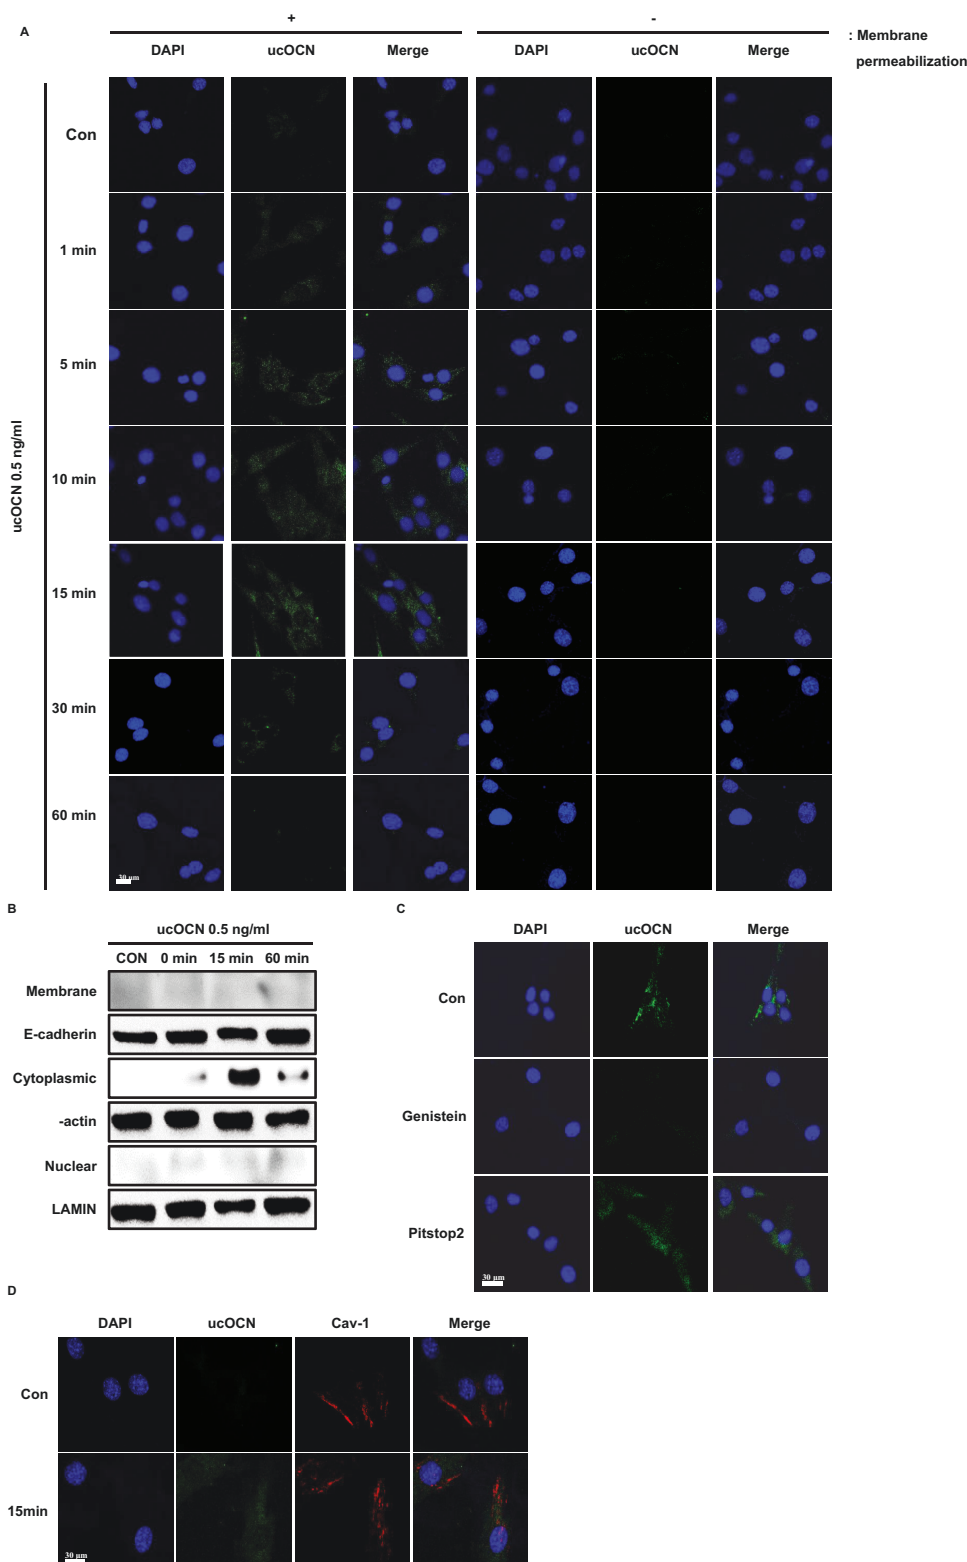 A
+
-
DAPI ucOCN Merge DAPI ucOCN Merge
: Membrane
permeabilization
ucOCN 0.5 ng/ml
Con
1 min
5 min
10 min
15 min
30 min
60 min
30 µm
B
ucOCN 0.5 ng/ml
CON 0 min 15 min 60 min
Membrane
E-cadherin
Cytoplasmic
-actin
Nuclear
LAMIN
C
DAPI ucOCN Merge
Con
Genistein
Pitstop2
30 µm
D
DAPI ucOCN Cav-1 Merge
Con
15min
30 µm